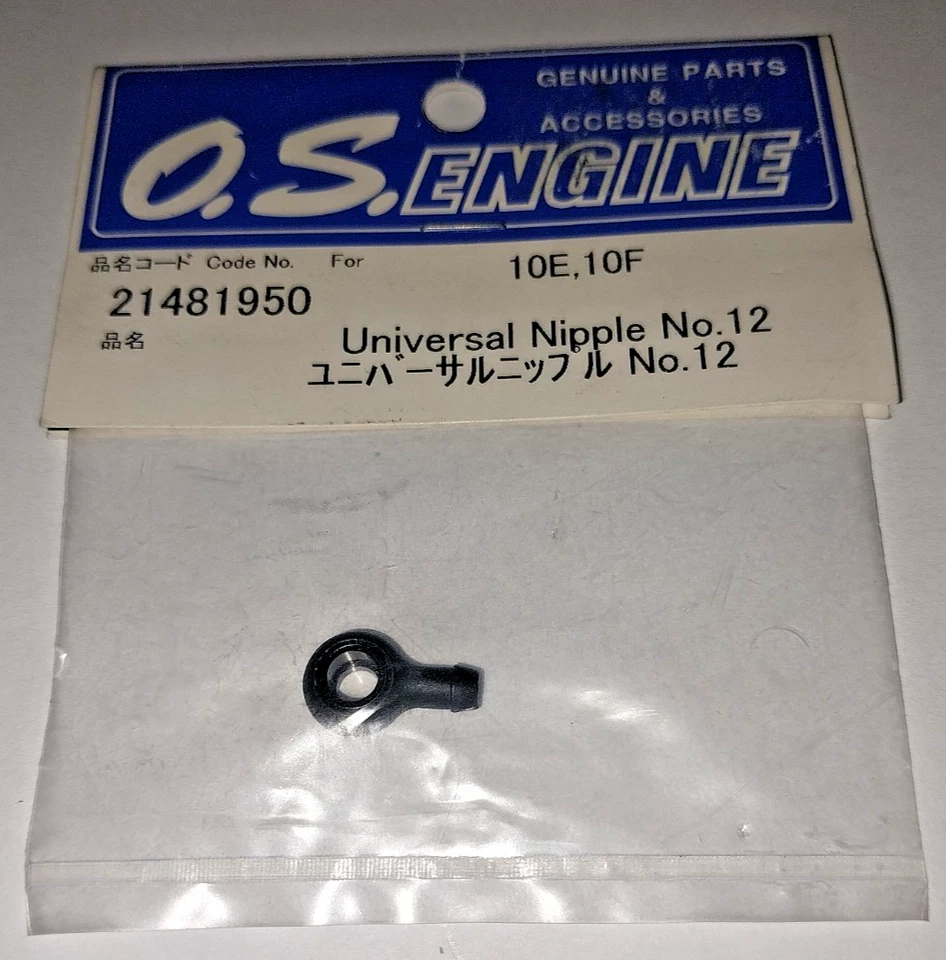 GENUINE PARTS
&
ACCESSORIES
O.S.ENGINE
品名コード Code No. For 10E,10F
21481950
品名 Universal Nipple No.12
ユニバーサルニップル No.12